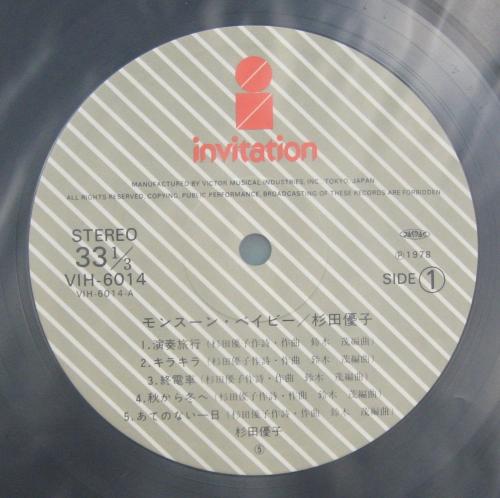 invitation
MANUFACTURED BY VICTOR MUSICAL INDUSTRIES, INC. TOKYO, JAPAN
ALL RIGHTS RESERVED, COPYING, PUBLIC PERFORMANCE, BROADCASTING OF THESE RECORDS ARE FORBIDDEN
STEREO
33 1/3
VIH-6014
VIH-6014-A
JASRAC
Ⓟ1978
SIDE 1
モンスーン・ベイビー/杉田優子
1.演奏旅行(杉田優子作詩・作曲 鈴木 茂編曲)
2.キラキラ(杉田優子作詩・作曲 鈴木 茂編曲)
3.終電車(杉田優子作詩・作曲 鈴木 茂編曲)
4.秋から冬へ(杉田優子作詩・作曲 鈴木 茂編曲)
5.あてのない一日(杉田優子作詩・作曲 鈴木 茂編曲)
杉田優子
⑤